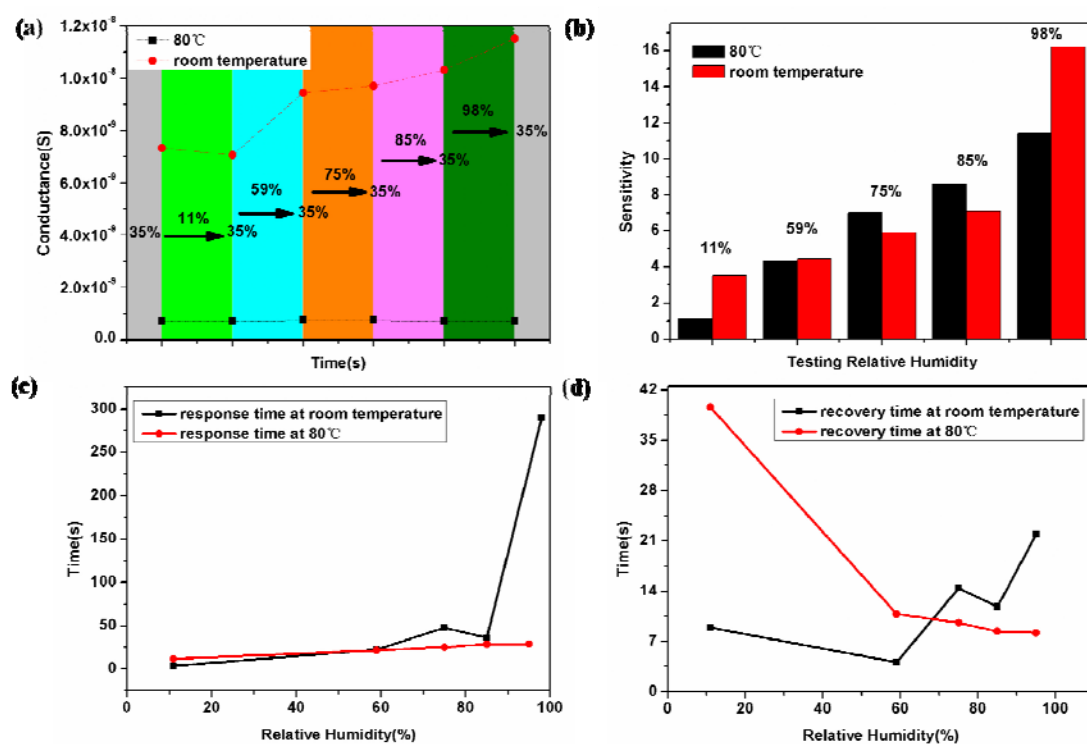 (a)
80℃
room temperature
1.2x10⁻⁸
1.0x10⁻⁸
8.0x10⁻⁹
6.0x10⁻⁹
4.0x10⁻⁹
2.0x10⁻⁹
0.0
Conductance(S)
35%
11%
35%
59%
35%
75%
35%
85%
35%
98%
35%
Time(s)
(b)
80℃
room temperature
16
14
12
10
8
6
4
2
0
Sensitivity
11%
59%
75%
85%
98%
Testing Relative Humidity
(c)
response time at room temperature
response time at 80℃
300
250
200
150
100
50
0
Time(s)
0 20 40 60 80 100
Relative Humidity(%)
(d)
recovery time at room temperature
recovery time at 80℃
42
35
28
21
14
7
0
Time(s)
0 20 40 60 80 100
Relative Humidity(%)